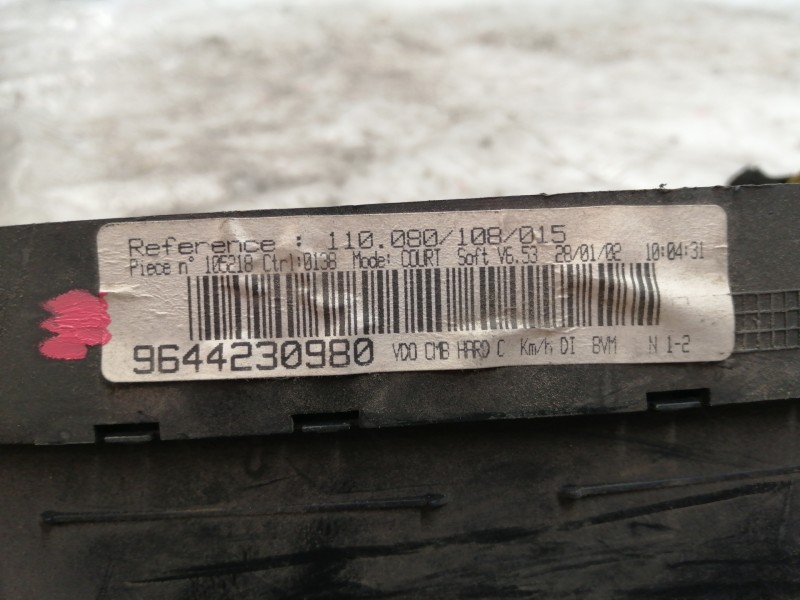 Reference : 110.080/108/015
Piece n° 105218 Ctrl:0138 Mode: COURT Soft V6.53 28/01/02 10:04:31
9644230980 VDO CMB HARD C Km/h DI BVM N 1-2